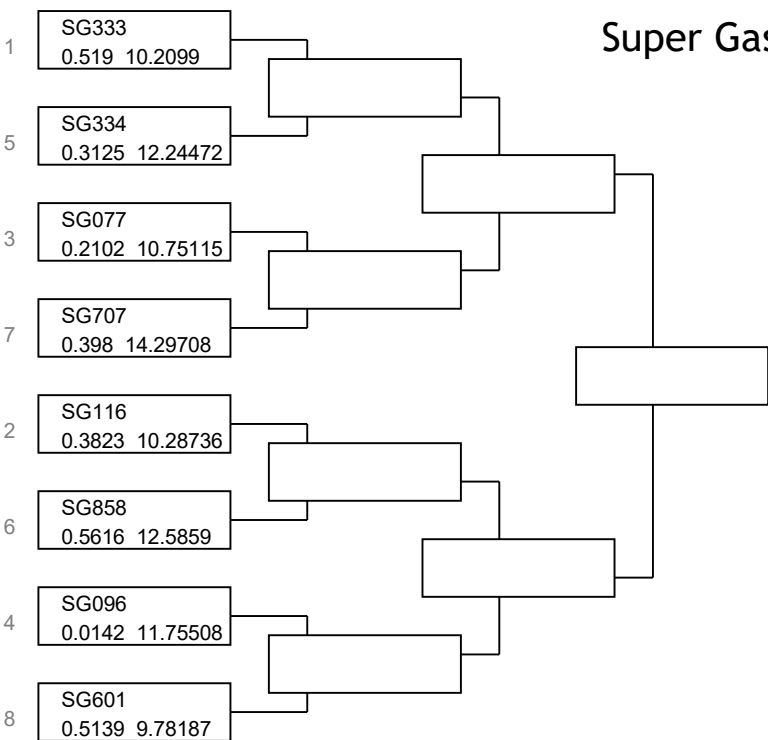 Super Gas
1
SG333
0.519 10.2099
5
SG334
0.3125 12.24472
3
SG077
0.2102 10.75115
7
SG707
0.398 14.29708
2
SG116
0.3823 10.28736
6
SG858
0.5616 12.5859
4
SG096
0.0142 11.75508
8
SG601
0.5139 9.78187